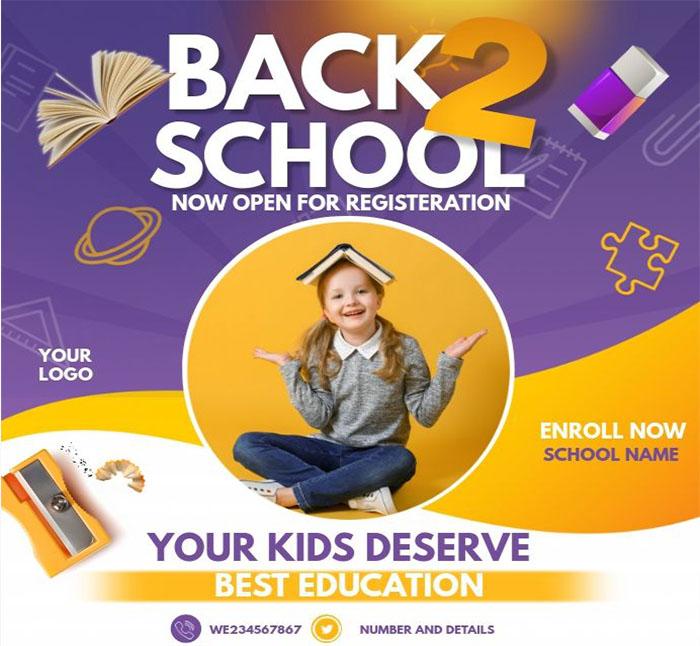 BACK 2
SCHOOL
NOW OPEN FOR REGISTERATION
YOUR
LOGO
ENROLL NOW
SCHOOL NAME
YOUR KIDS DESERVE
BEST EDUCATION
WE234567867
NUMBER AND DETAILS